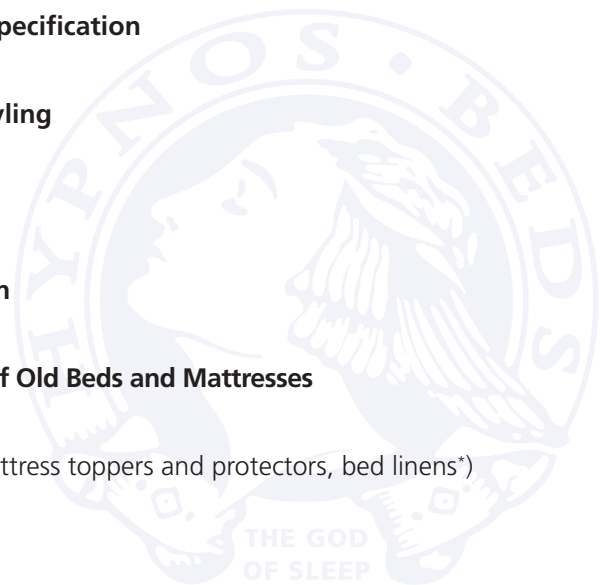 pecification
yling
n
f Old Beds and Mattresses
ttress toppers and protectors, bed linens*)
HYPNOS • BEDS
THE GOD
OF SLEEP